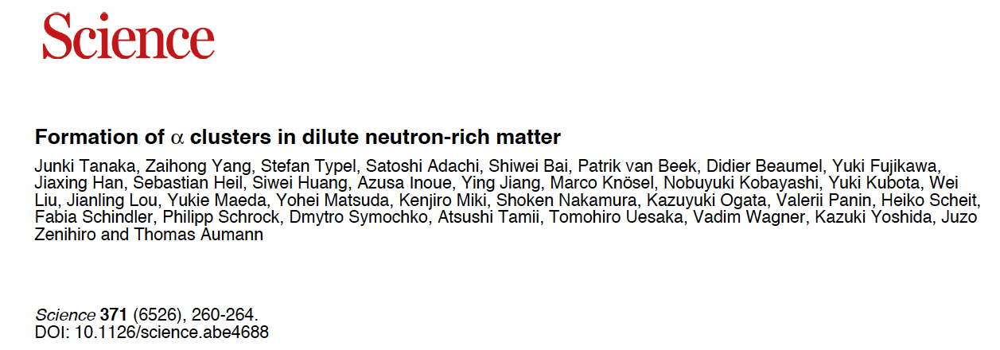 Science
Formation of α clusters in dilute neutron-rich matter
Junki Tanaka, Zaihong Yang, Stefan Typel, Satoshi Adachi, Shiwei Bai, Patrik van Beek, Didier Beaumel, Yuki Fujikawa,
Jiaxing Han, Sebastian Heil, Siwei Huang, Azusa Inoue, Ying Jiang, Marco Knösel, Nobuyuki Kobayashi, Yuki Kubota, Wei
Liu, Jianling Lou, Yukie Maeda, Yohei Matsuda, Kenjiro Miki, Shoken Nakamura, Kazuyuki Ogata, Valerii Panin, Heiko Scheit,
Fabia Schindler, Philipp Schrock, Dmytro Symochko, Atsushi Tamii, Tomohiro Uesaka, Vadim Wagner, Kazuki Yoshida, Juzo
Zenihiro and Thomas Aumann
Science 371 (6526), 260-264.
DOI: 10.1126/science.abe4688